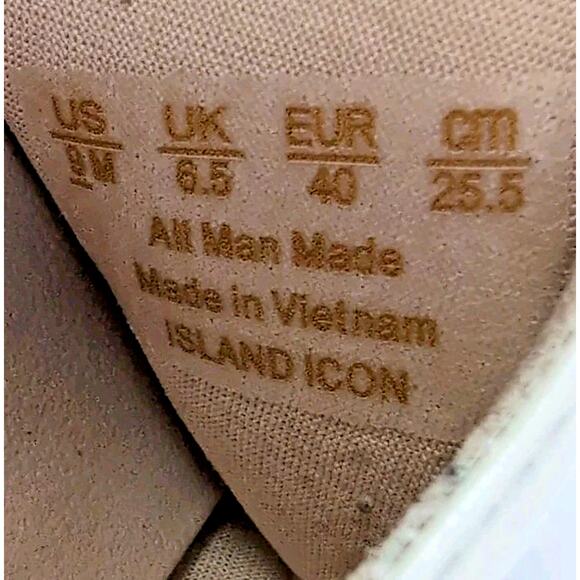 US UK EUR cm
9M 6.5 40 25.5
All Man Made
Made in Vietnam
ISLAND ICON